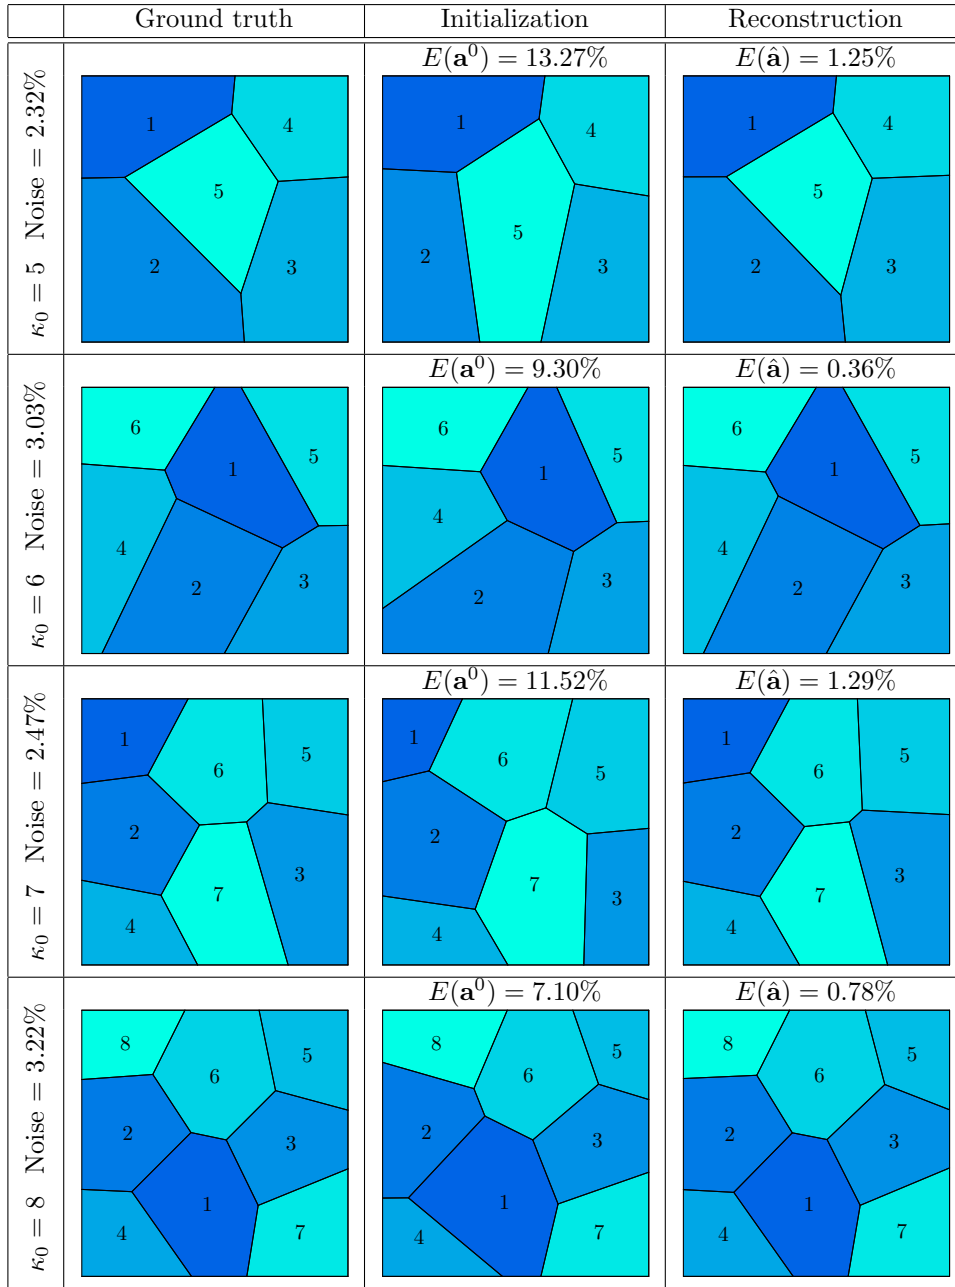 Ground truth Initialization Reconstruction
κ₀ = 5 Noise = 2.32%
E(a⁰) = 13.27% E(â) = 1.25%
1 4 5 2 3
1 4 5 2 3
1 4 5 2 3
κ₀ = 6 Noise = 3.03%
E(a⁰) = 9.30% E(â) = 0.36%
6 5 1 4 2 3
6 5 1 4 2 3
6 5 1 4 2 3
κ₀ = 7 Noise = 2.47%
E(a⁰) = 11.52% E(â) = 1.29%
1 5 6 2 3 7 4
1 5 6 2 3 7 4
1 5 6 2 3 7 4
κ₀ = 8 Noise = 3.22%
E(a⁰) = 7.10% E(â) = 0.78%
8 5 6 2 3 1 4 7
8 5 6 2 3 1 4 7
8 5 6 2 3 1 4 7